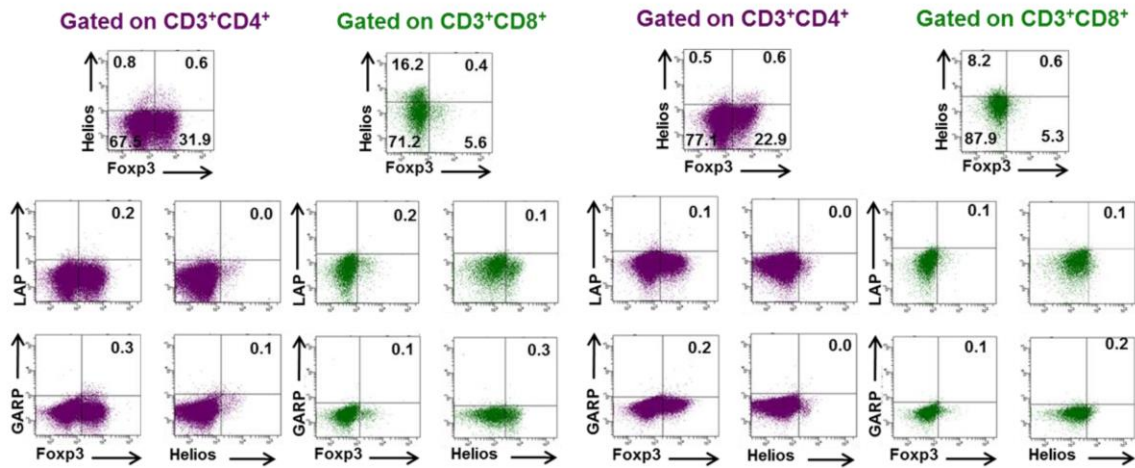 Gated on CD3⁺CD4⁺ Gated on CD3⁺CD8⁺ Gated on CD3⁺CD4⁺ Gated on CD3⁺CD8⁺
0.8 0.6 16.2 0.4 0.5 0.6 8.2 0.6
Helios Helios Helios Helios
67.5 31.9 71.2 5.6 77.1 22.9 87.9 5.3
Foxp3 Foxp3 Foxp3 Foxp3
0.2 0.0 0.2 0.1 0.1 0.0 0.1 0.1
LAP LAP LAP LAP
0.3 0.1 0.1 0.3 0.2 0.0 0.1 0.2
GARP GARP GARP GARP
Foxp3 Helios Foxp3 Helios Foxp3 Helios Foxp3 Helios